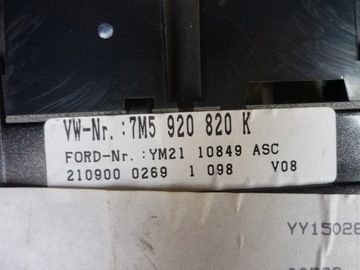 VW-Nr.:7M5 920 820 K
FORD-Nr.:YM21 10849 ASC
210900 0269 1 098 V08
YY15028